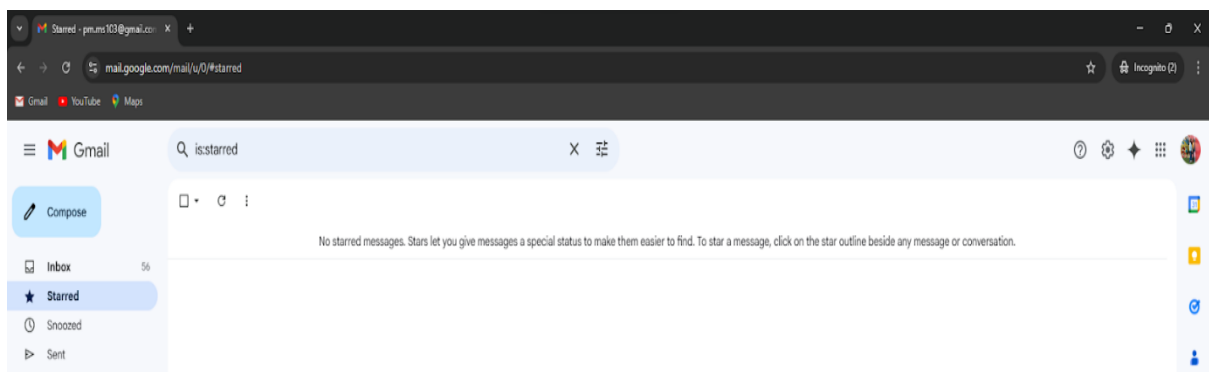 Starred - pm.ms103@gmail.com
mail.google.com/mail/u/0/#starred
Incognito (2)
Gmail YouTube Maps
Gmail
is:starred
Compose
No starred messages. Stars let you give messages a special status to make them easier to find. To star a message, click on the star outline beside any message or conversation.
Inbox 56
Starred
Snoozed
Sent